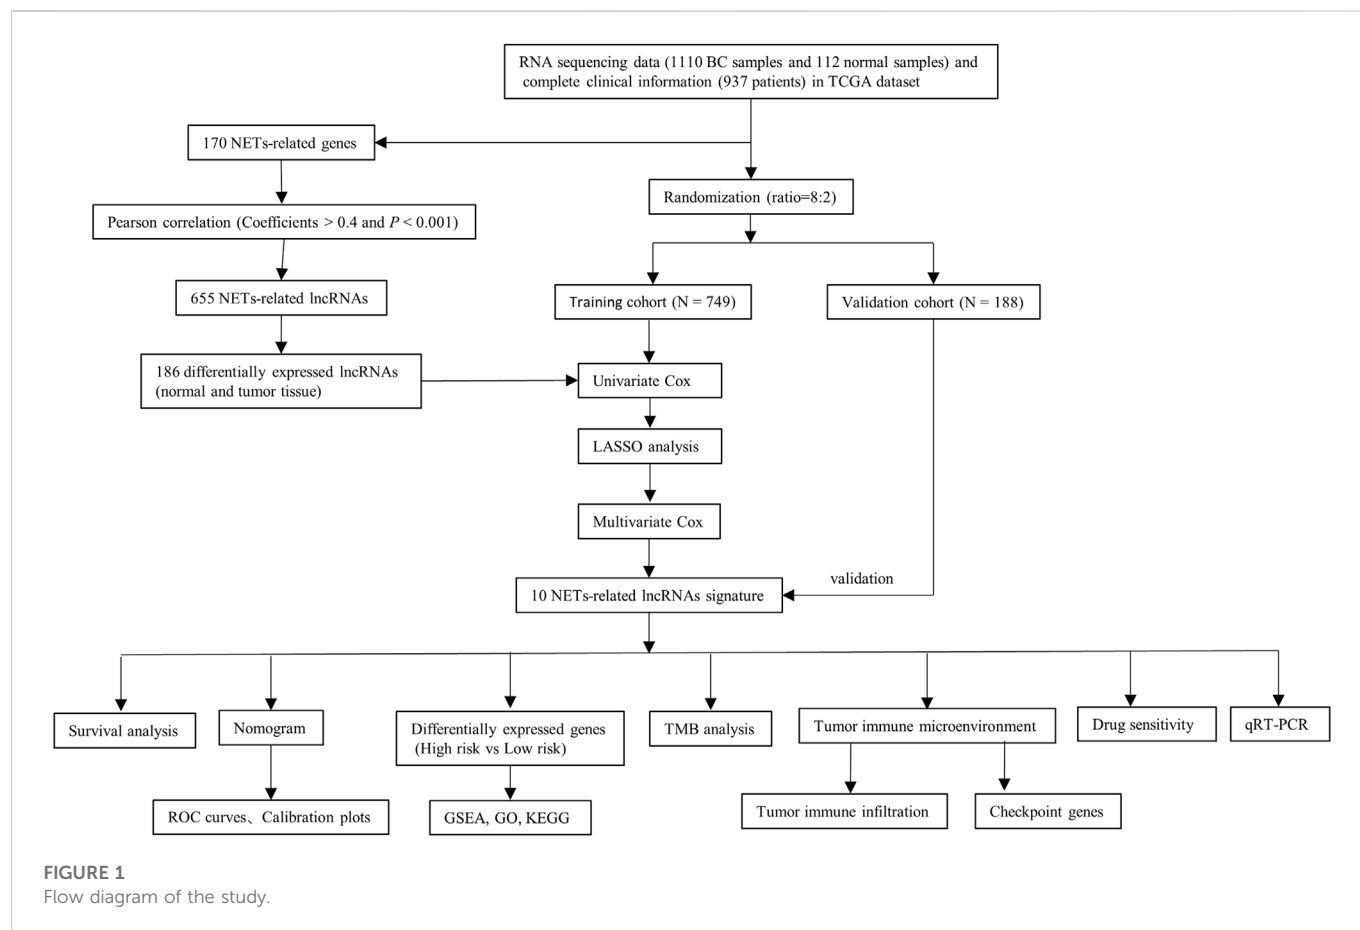 RNA sequencing data (1110 BC samples and 112 normal samples) and
complete clinical information (937 patients) in TCGA dataset
170 NETs-related genes
Randomization (ratio=8:2)
Pearson correlation (Coefficients > 0.4 and P < 0.001)
655 NETs-related lncRNAs
Training cohort (N = 749)
Validation cohort (N = 188)
186 differentially expressed lncRNAs
(normal and tumor tissue)
Univariate Cox
LASSO analysis
Multivariate Cox
validation
10 NETs-related lncRNAs signature
Survival analysis
Nomogram
Differentially expressed genes
(High risk vs Low risk)
TMB analysis
Tumor immune microenvironment
Drug sensitivity
qRT-PCR
ROC curves、Calibration plots
GSEA, GO, KEGG
Tumor immune infiltration
Checkpoint genes
FIGURE 1
Flow diagram of the study.